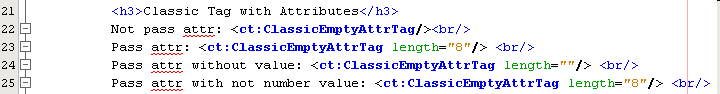 21 <h3>Classic Tag with Attributes</h3>
22 Not pass attr: <ct:ClassicEmptyAttrTag/><br/>
23 Pass attr: <ct:ClassicEmptyAttrTag length="8"/> <br/>
24 Pass attr without value: <ct:ClassicEmptyAttrTag length=""/> <br/>
25 Pass attr with not number value: <ct:ClassicEmptyAttrTag length="8"/> <br/>